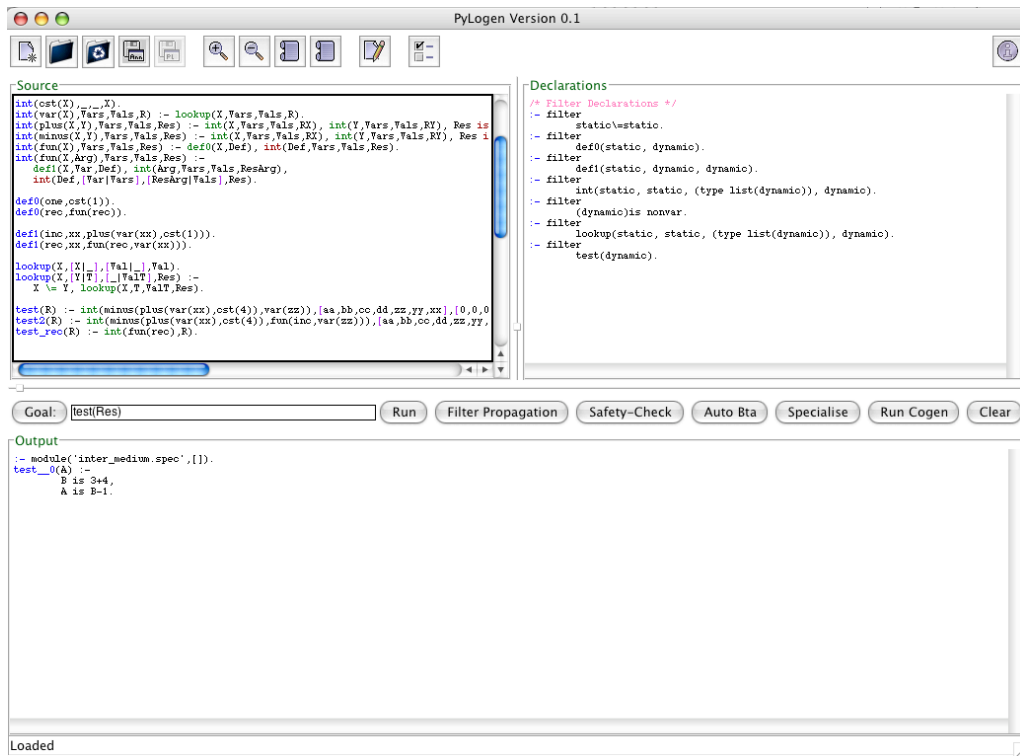 PyLogen Version 0.1
Ann
PL
Source
int(cst(X),_,_,X).
int(var(X),Vars,Vals,R) :- lookup(X,Vars,Vals,R).
int(plus(X,Y),Vars,Vals,Res) :- int(X,Vars,Vals,RX), int(Y,Vars,Vals,RY), Res is
int(minus(X,Y),Vars,Vals,Res) :- int(X,Vars,Vals,RX), int(Y,Vars,Vals,RY), Res i
int(fun(X),Vars,Vals,Res) :- def0(X,Def), int(Def,Vars,Vals,Res).
int(fun(X,Arg),Vars,Vals,Res) :-
def1(X,Var,Def), int(Arg,Vars,Vals,ResArg),
int(Def,[Var|Vars],[ResArg|Vals],Res).
def0(one,cst(1)).
def0(rec,fun(rec)).
def1(inc,xx,plus(var(xx),cst(1))).
def1(rec,xx,fun(rec,var(xx))).
lookup(X,[X|_],[Val|_],Val).
lookup(X,[Y|T],[_|ValT],Res) :-
X \= Y, lookup(X,T,ValT,Res).
test(R) :- int(minus(plus(var(xx),cst(4)),var(zz)),[aa,bb,cc,dd,zz,yy,xx],[0,0,0
test2(R) :- int(minus(plus(var(xx),cst(4)),fun(inc,var(zz))),[aa,bb,cc,dd,zz,yy,
test_rec(R) :- int(fun(rec),R).
Declarations
/* Filter Declarations */
:- filter
static\=static.
:- filter
def0(static, dynamic).
:- filter
def1(static, dynamic, dynamic).
:- filter
int(static, static, (type list(dynamic)), dynamic).
:- filter
(dynamic)is nonvar.
:- filter
lookup(static, static, (type list(dynamic)), dynamic).
:- filter
test(dynamic).
Goal: test(Res) Run Filter Propagation Safety-Check Auto Bta Specialise Run Cogen Clear
Output
:- module('inter_medium.spec',[]).
test__0(A) :-
B is 3+4,
A is B-1.
Loaded